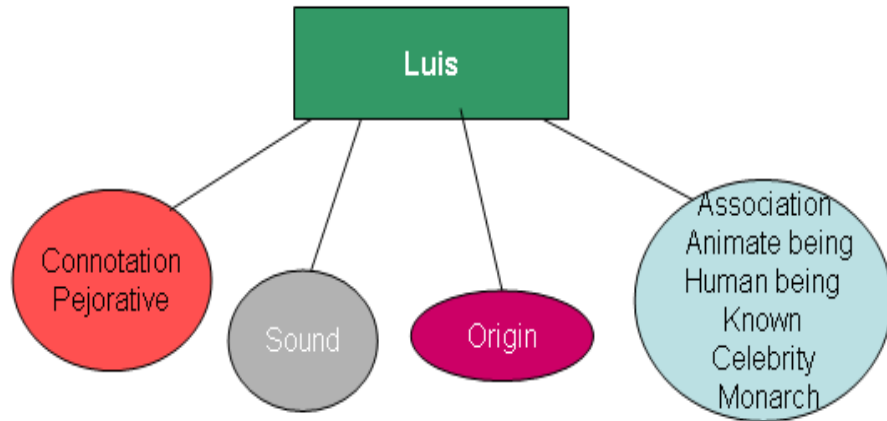 Luis
Connotation
Pejorative
Sound
Origin
Association
Animate being
Human being
Known
Celebrity
Monarch